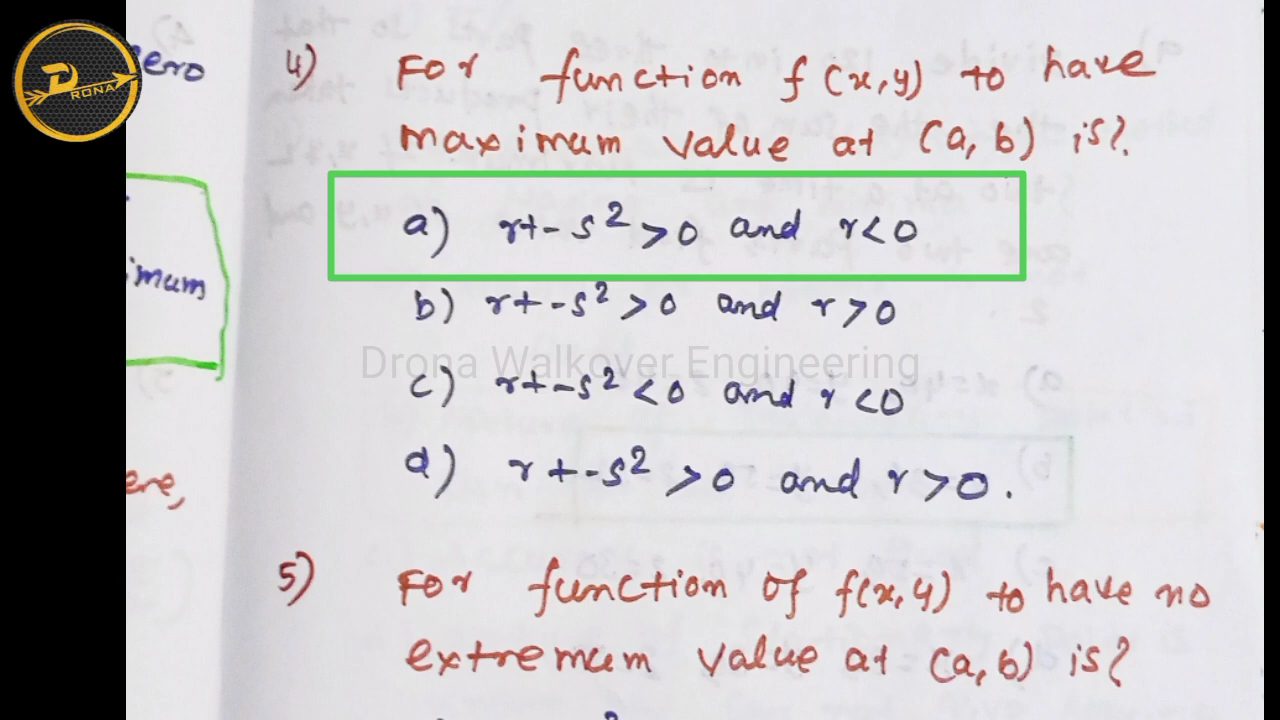 DRONA
ero
4) For function f(x,y) to have
maximum value at (a,b) is?
a) rt-s²>0 and r<0
imum
b) rt-s²>0 and r>0
Drona Walkover Engineering
c) rt-s²<0 and r<0
d) rt-s²>0 and r>0.
ere,
5) For function of f(x,y) to have no
extremum value at (a,b) is?